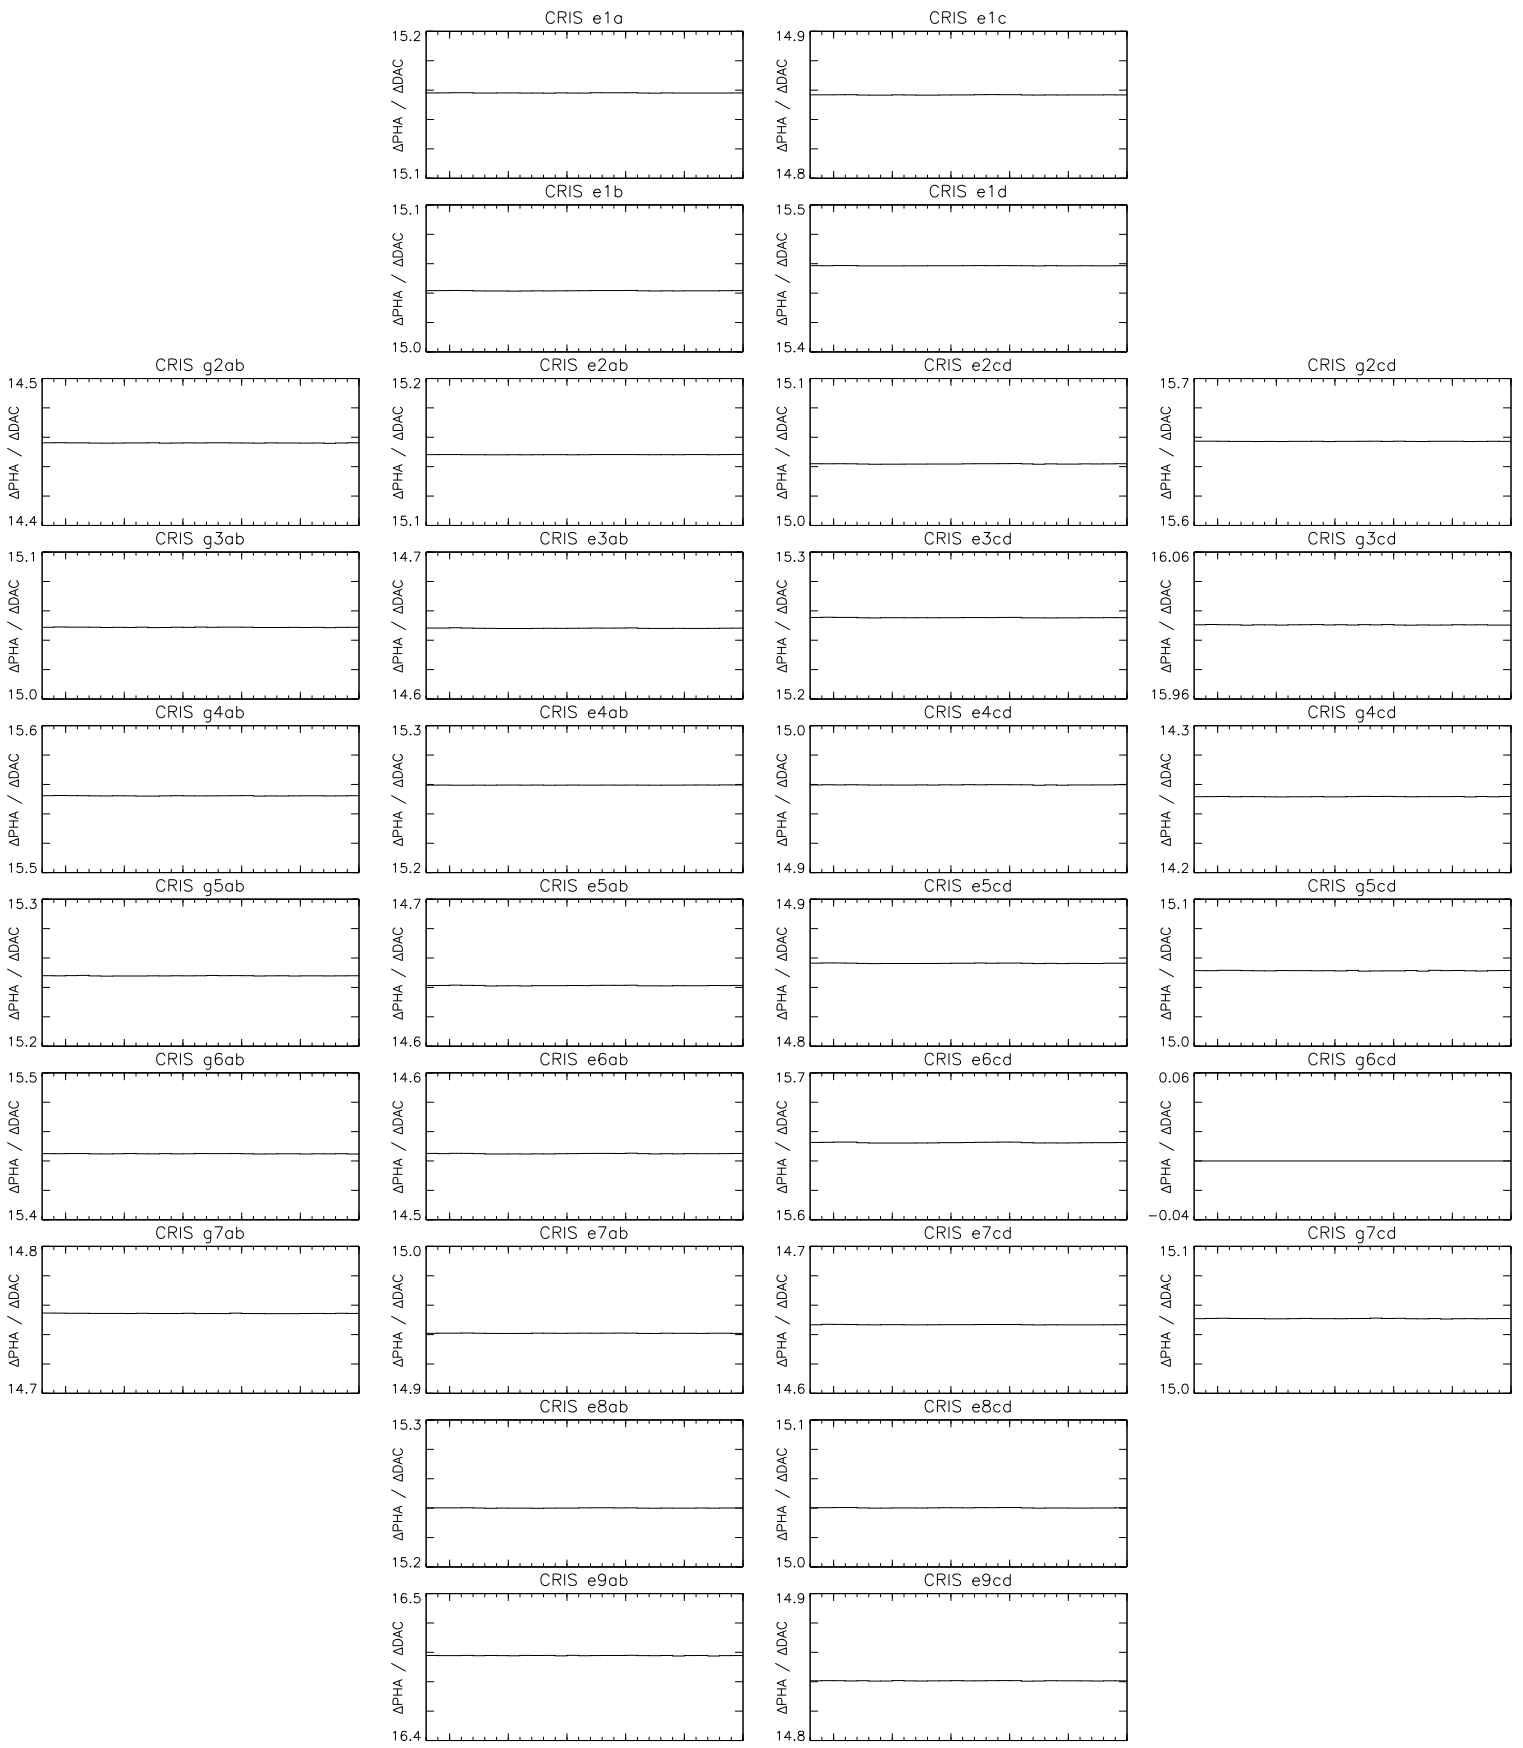 CRIS e1a
15.2
ΔPHA / ΔDAC
15.1
CRIS e1c
14.9
ΔPHA / ΔDAC
14.8
CRIS e1b
15.1
ΔPHA / ΔDAC
15.0
CRIS e1d
15.5
ΔPHA / ΔDAC
15.4
CRIS g2ab
14.5
ΔPHA / ΔDAC
14.4
CRIS e2ab
15.2
ΔPHA / ΔDAC
15.1
CRIS e2cd
15.1
ΔPHA / ΔDAC
15.0
CRIS g2cd
15.7
ΔPHA / ΔDAC
15.6
CRIS g3ab
15.1
ΔPHA / ΔDAC
15.0
CRIS e3ab
14.7
ΔPHA / ΔDAC
14.6
CRIS e3cd
15.3
ΔPHA / ΔDAC
15.2
CRIS g3cd
16.06
ΔPHA / ΔDAC
15.96
CRIS g4ab
15.6
ΔPHA / ΔDAC
15.5
CRIS e4ab
15.3
ΔPHA / ΔDAC
15.2
CRIS e4cd
15.0
ΔPHA / ΔDAC
14.9
CRIS g4cd
14.3
ΔPHA / ΔDAC
14.2
CRIS g5ab
15.3
ΔPHA / ΔDAC
15.2
CRIS e5ab
14.7
ΔPHA / ΔDAC
14.6
CRIS e5cd
14.9
ΔPHA / ΔDAC
14.8
CRIS g5cd
15.1
ΔPHA / ΔDAC
15.0
CRIS g6ab
15.5
ΔPHA / ΔDAC
15.4
CRIS e6ab
14.6
ΔPHA / ΔDAC
14.5
CRIS e6cd
15.7
ΔPHA / ΔDAC
15.6
CRIS g6cd
0.06
ΔPHA / ΔDAC
−0.04
CRIS g7ab
14.8
ΔPHA / ΔDAC
14.7
CRIS e7ab
15.0
ΔPHA / ΔDAC
14.9
CRIS e7cd
14.7
ΔPHA / ΔDAC
14.6
CRIS g7cd
15.1
ΔPHA / ΔDAC
15.0
CRIS e8ab
15.3
ΔPHA / ΔDAC
15.2
CRIS e8cd
15.1
ΔPHA / ΔDAC
15.0
CRIS e9ab
16.5
ΔPHA / ΔDAC
16.4
CRIS e9cd
14.9
ΔPHA / ΔDAC
14.8